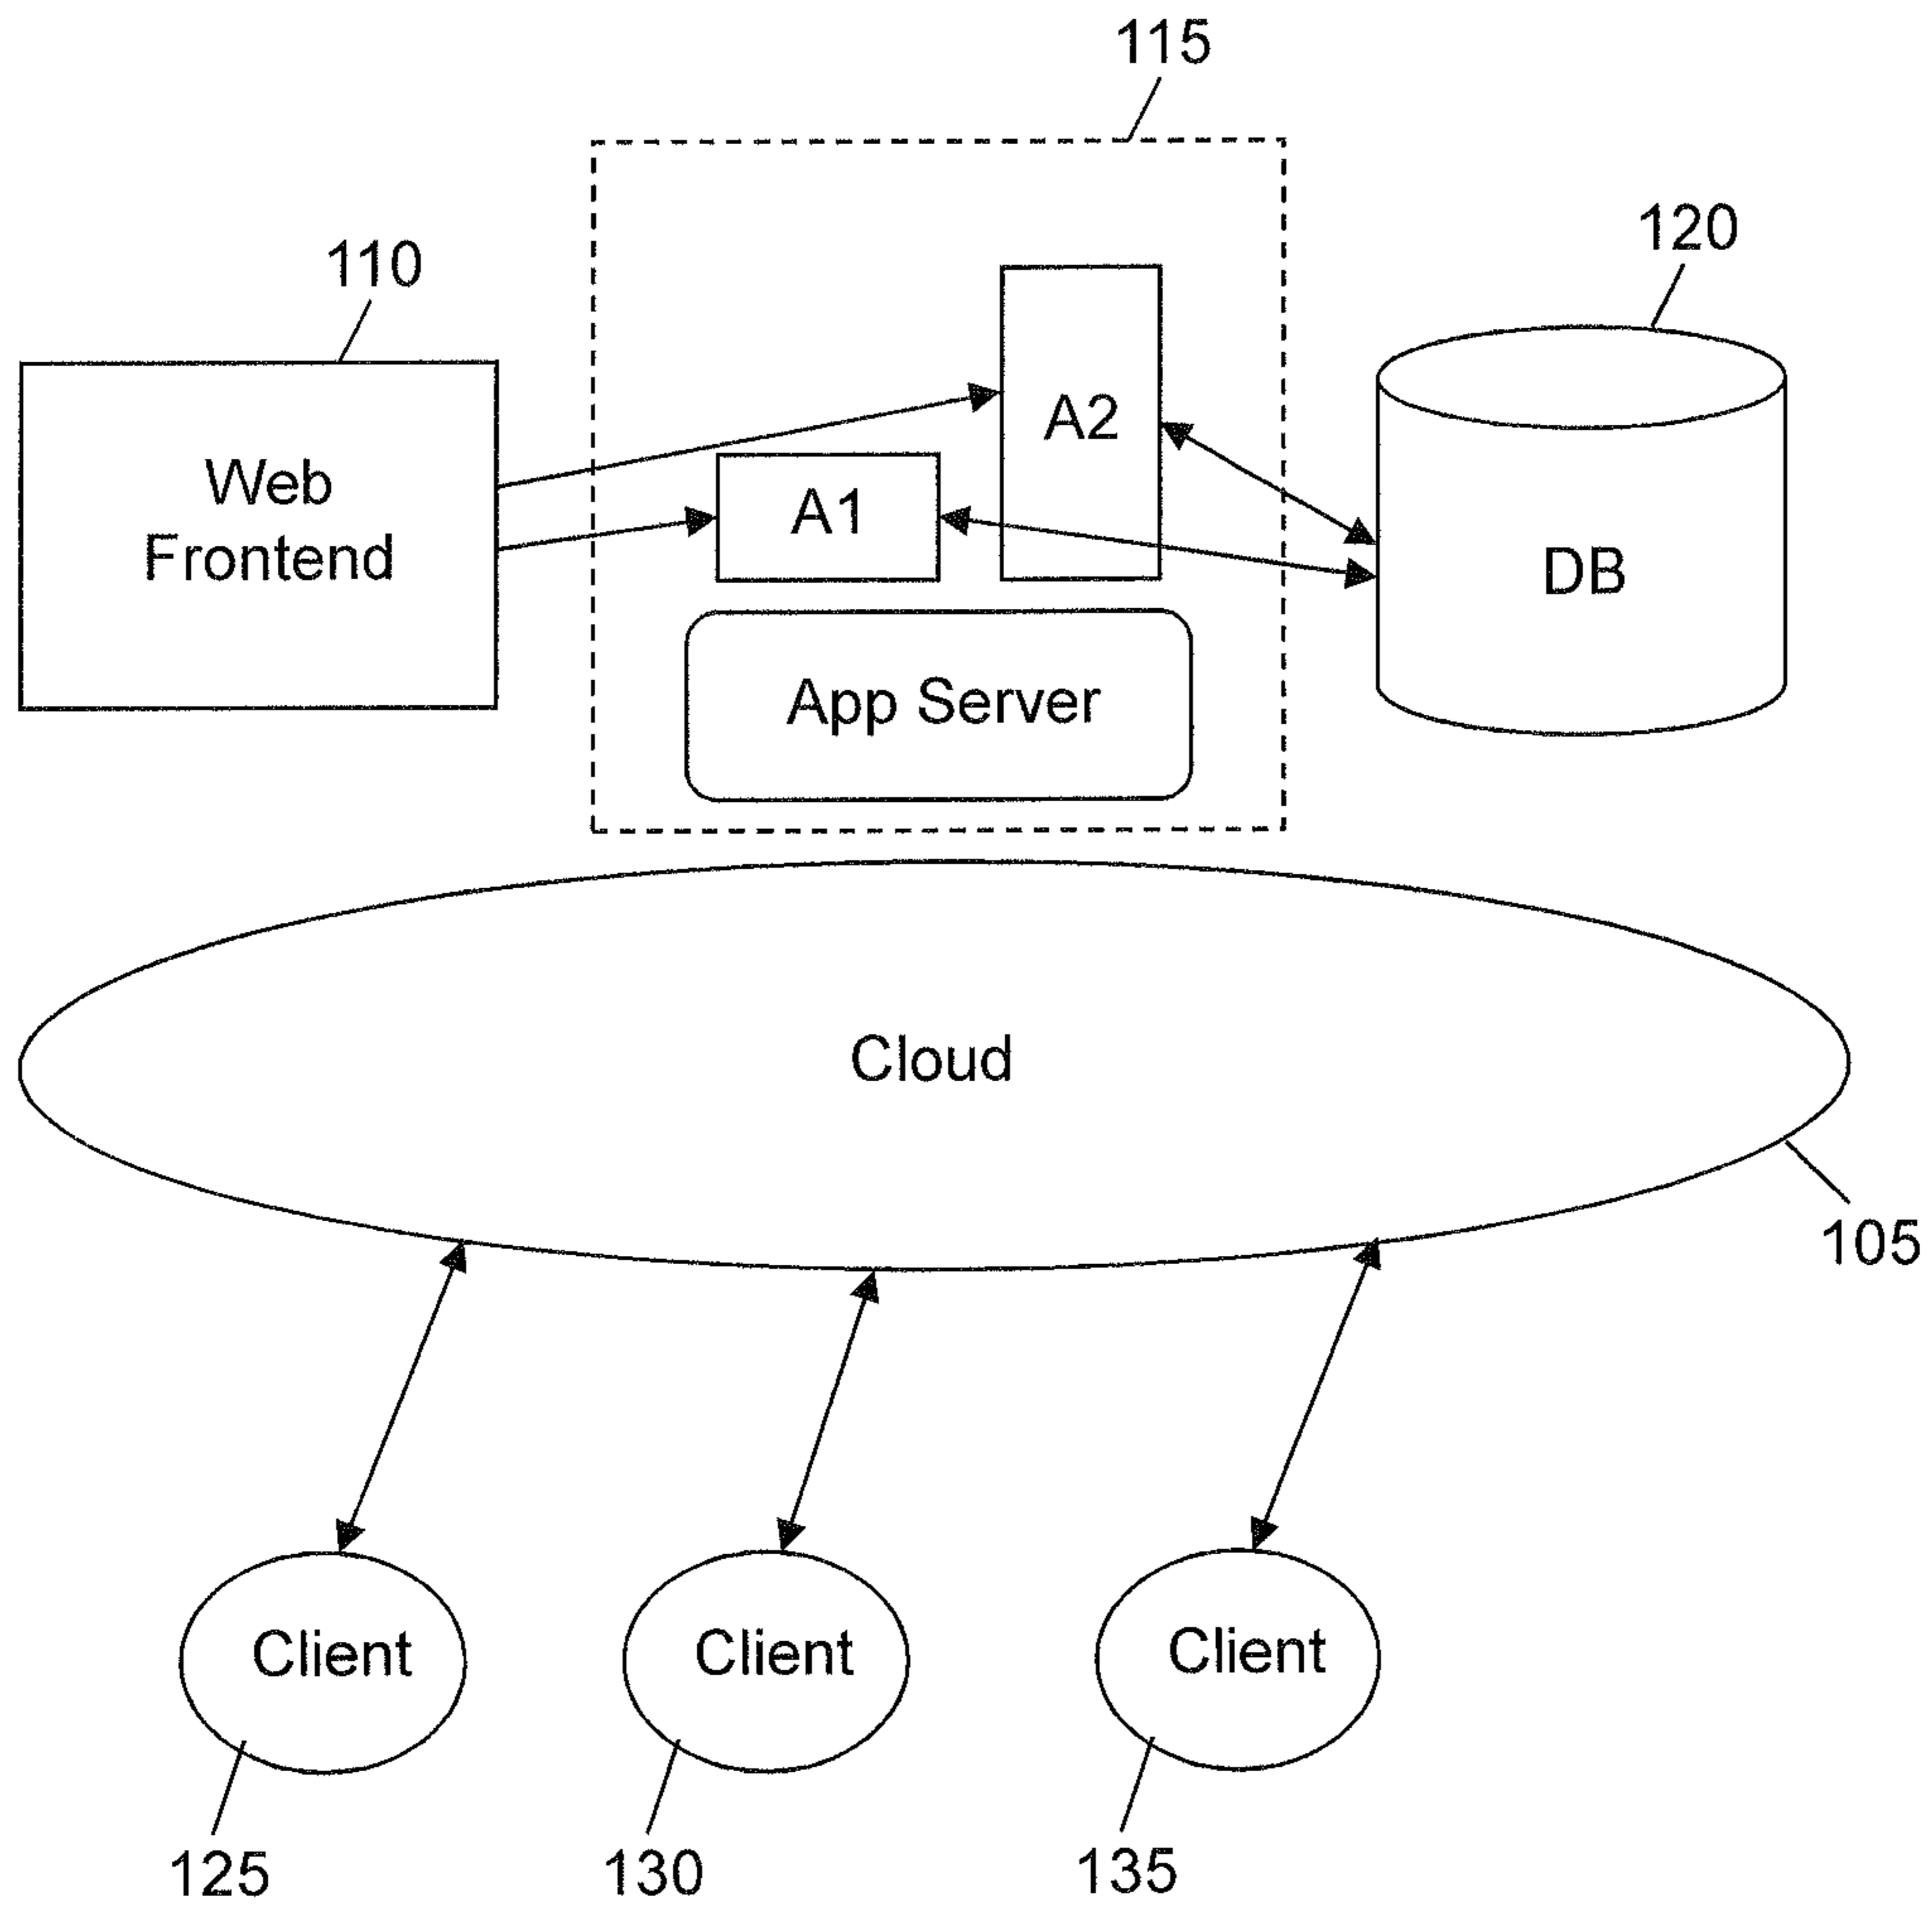 115
120
110
A2
Web
Frontend
A1
DB
App Server
Cloud
105
Client
Client
Client
125
130
135